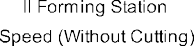 II Forming Station
Speed (Without Cutting)